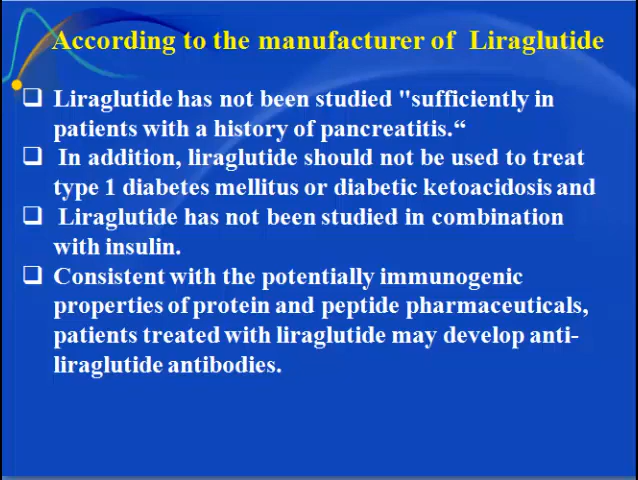 According to the manufacturer of Liraglutide
❑ Liraglutide has not been studied "sufficiently in
patients with a history of pancreatitis.“
❑ In addition, liraglutide should not be used to treat
type 1 diabetes mellitus or diabetic ketoacidosis and
❑ Liraglutide has not been studied in combination
with insulin.
❑ Consistent with the potentially immunogenic
properties of protein and peptide pharmaceuticals,
patients treated with liraglutide may develop anti-
liraglutide antibodies.